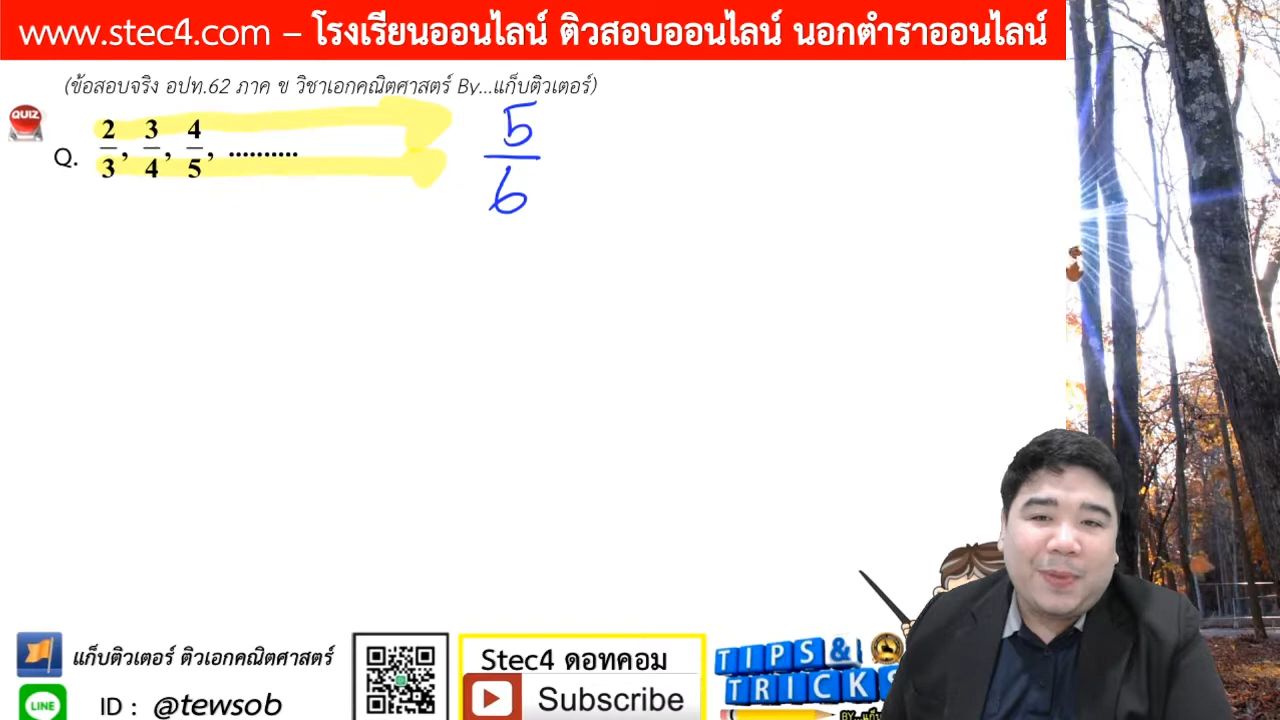 www.stec4.com – โรงเรียนออนไลน์ ติวสอบออนไลน์ นอกตำราออนไลน์
(ข้อสอบจริง อปท.62 ภาค ข วิชาเอกคณิตศาสตร์ By...แก็บติวเตอร์)
QUIZ
Q. 2/3, 3/4, 4/5, ..........
5/6
แก็บติวเตอร์ ติวเอกคณิตศาสตร์
LINE ID : @tewsob
Stec4 ดอทคอม
Subscribe
TIPS &
TRICKS
BY...แก็บ